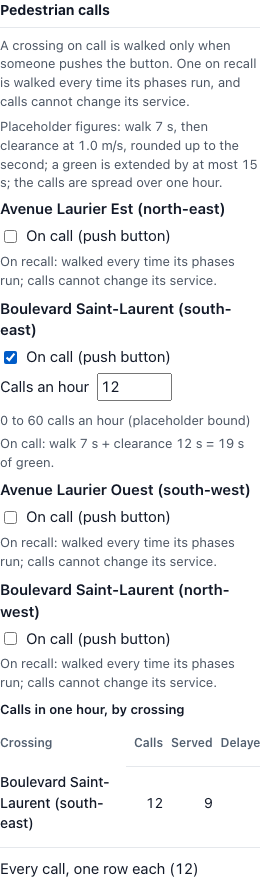 Pedestrian calls
A crossing on call is walked only when
someone pushes the button. One on recall
is walked every time its phases run, and
calls cannot change its service.
Placeholder figures: walk 7 s, then
clearance at 1.0 m/s, rounded up to the
second; a green is extended by at most 15
s; the calls are spread over one hour.
Avenue Laurier Est (north-east)
On call (push button)
On recall: walked every time its phases
run; calls cannot change its service.
Boulevard Saint-Laurent (south-
east)
On call (push button)
Calls an hour 12
0 to 60 calls an hour (placeholder bound)
On call: walk 7 s + clearance 12 s = 19 s
of green.
Avenue Laurier Ouest (south-west)
On call (push button)
On recall: walked every time its phases
run; calls cannot change its service.
Boulevard Saint-Laurent (north-
west)
On call (push button)
On recall: walked every time its phases
run; calls cannot change its service.
Calls in one hour, by crossing
Crossing Calls Served Delaye
Boulevard Saint-
Laurent (south- 12 9
east)
Every call, one row each (12)